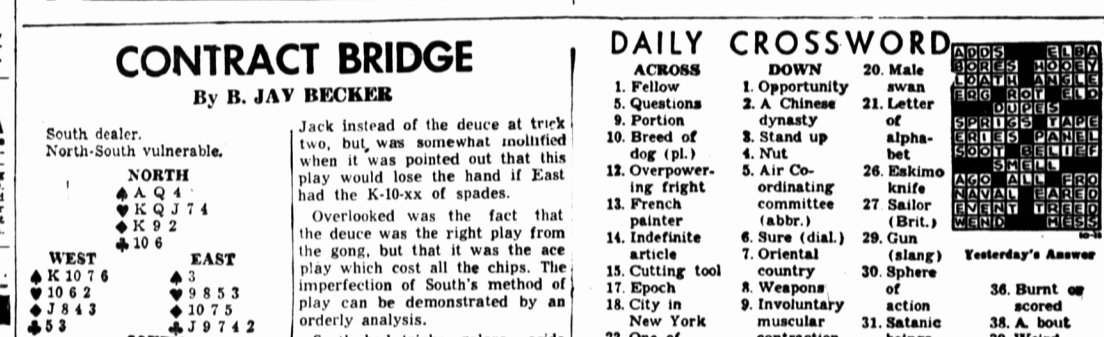 CONTRACT BRIDGE
By B. JAY BECKER
South dealer.
North-South vulnerable.
NORTH
♠ A Q 4
♥ K Q J 7 4
♦ K 9 2
♣ 10 6
WEST
♠ K 10 7 6
♥ 10 6 2
♦ J 8 4 3
♣ 5 3
EAST
♠ 3
♥ 9 8 5 3
♦ 10 7 5
♣ J 9 7 4 2
Jack instead of the deuce at trick
two, but was somewhat mollified
when it was pointed out that this
play would lose the hand if East
had the K-10-xx of spades.
Overlooked was the fact that
the deuce was the right play from
the gong, but that it was the ace
play which cost all the chips. The
imperfection of South's method of
play can be demonstrated by an
orderly analysis.
DAILY CROSSWORD
ACROSS
1. Fellow
5. Questions
9. Portion
10. Breed of
dog (pl.)
12. Overpower-
ing fright
13. French
painter
14. Indefinite
article
15. Cutting tool
17. Epoch
18. City in
New York
22. One of
DOWN
1. Opportunity
2. A Chinese
dynasty
3. Stand up
4. Nut
5. Air Co-
ordinating
committee
(abbr.)
6. Sure (dial.)
7. Oriental
country
8. Weapons
9. Involuntary
muscular
contraction
20. Male
swan
21. Letter
of
alpha-
bet
26. Eskimo
knife
27 Sailor
(Brit.)
29. Gun
(slang)
30. Sphere
of
action
31. Satanic
beings
ADDS ELBA
BORES HOOEY
LOATH ANGLE
ERG ROT ELD
DUPES
SPRIGS TAPE
ERIES PANEL
SOOT BELIEF
SMELL
AGO ALL FRO
NAVAL EARED
EVENT TREED
WEND MESS
Yesterday's Answer
36. Burnt or
scored
38. A bout
39. Weird